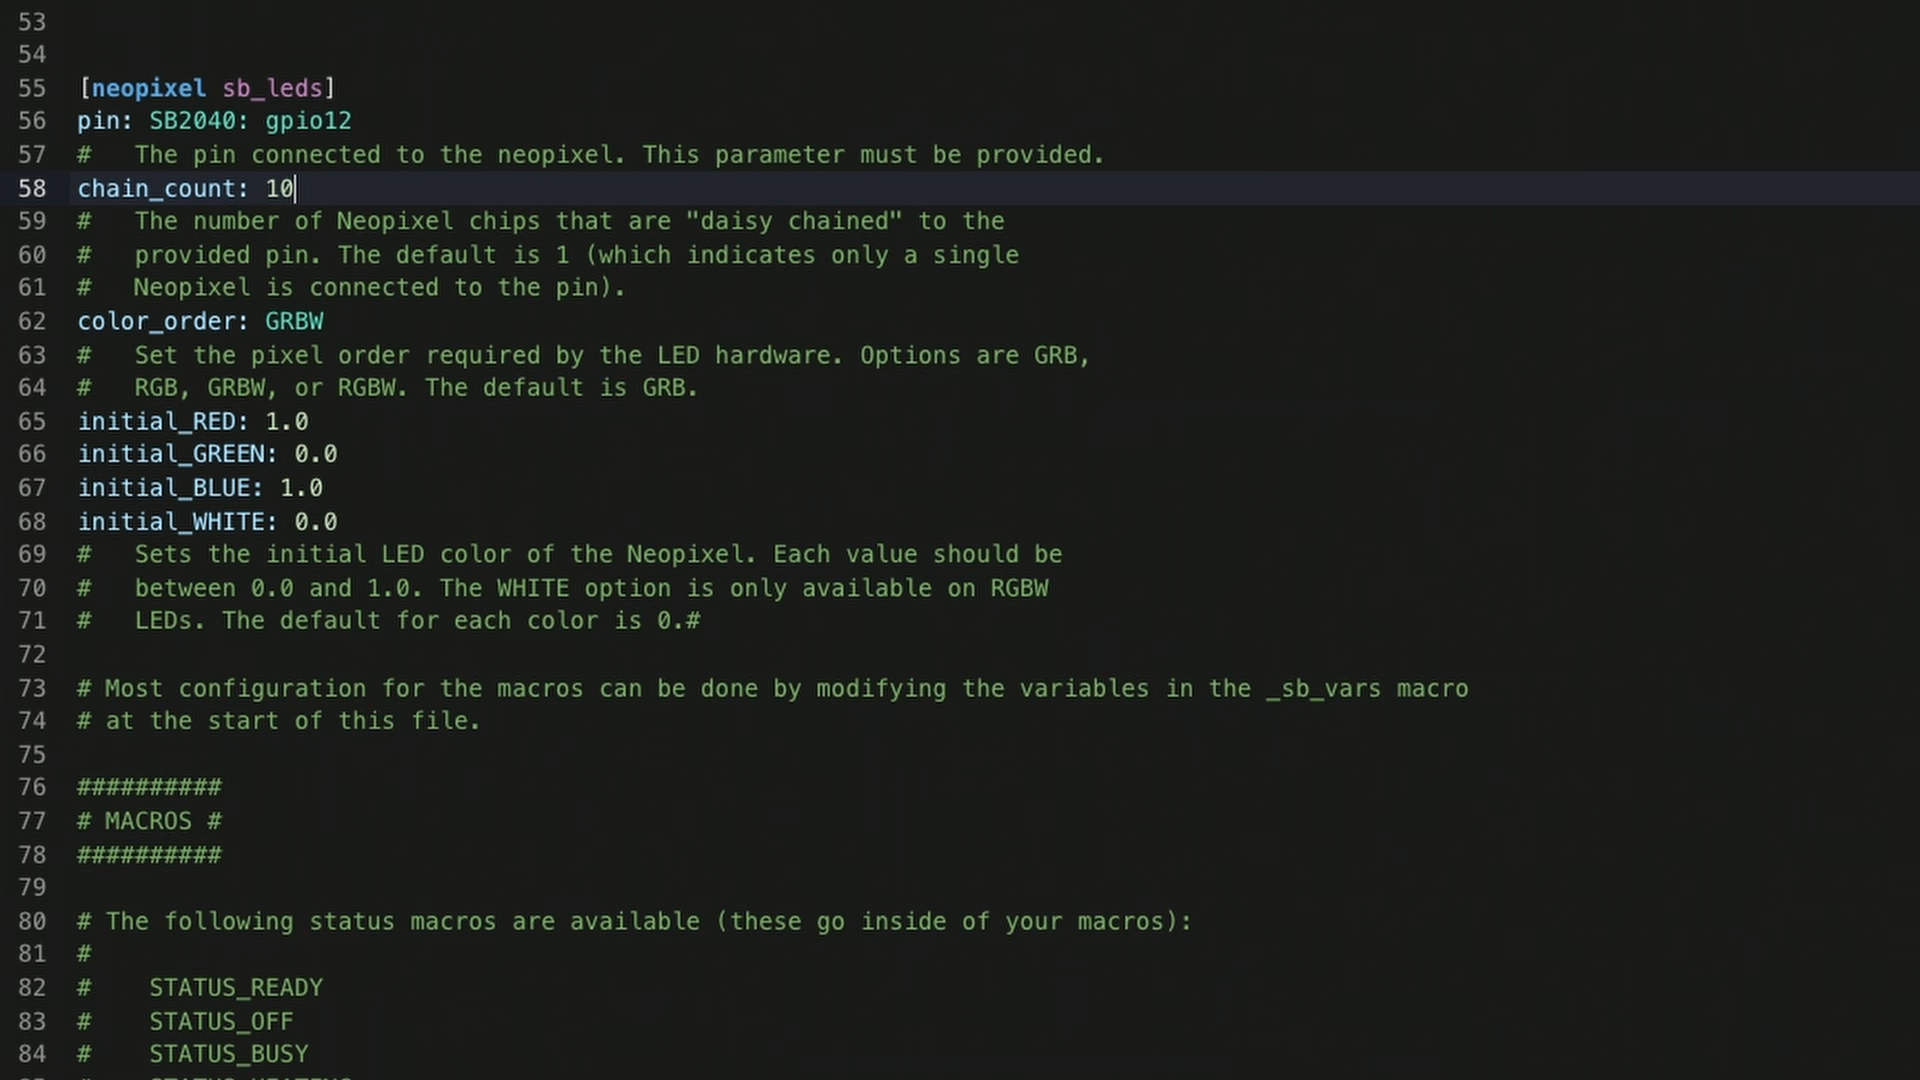 53
54
55 [neopixel sb_leds]
56 pin: SB2040: gpio12
57 #   The pin connected to the neopixel. This parameter must be provided.
58 chain_count: 10
59 #   The number of Neopixel chips that are "daisy chained" to the
60 #   provided pin. The default is 1 (which indicates only a single
61 #   Neopixel is connected to the pin).
62 color_order: GRBW
63 #   Set the pixel order required by the LED hardware. Options are GRB,
64 #   RGB, GRBW, or RGBW. The default is GRB.
65 initial_RED: 1.0
66 initial_GREEN: 0.0
67 initial_BLUE: 1.0
68 initial_WHITE: 0.0
69 #   Sets the initial LED color of the Neopixel. Each value should be
70 #   between 0.0 and 1.0. The WHITE option is only available on RGBW
71 #   LEDs. The default for each color is 0.#
72
73 # Most configuration for the macros can be done by modifying the variables in the _sb_vars macro
74 # at the start of this file.
75
76 ##########
77 # MACROS #
78 ##########
79
80 # The following status macros are available (these go inside of your macros):
81 #
82 #    STATUS_READY
83 #    STATUS_OFF
84 #    STATUS_BUSY